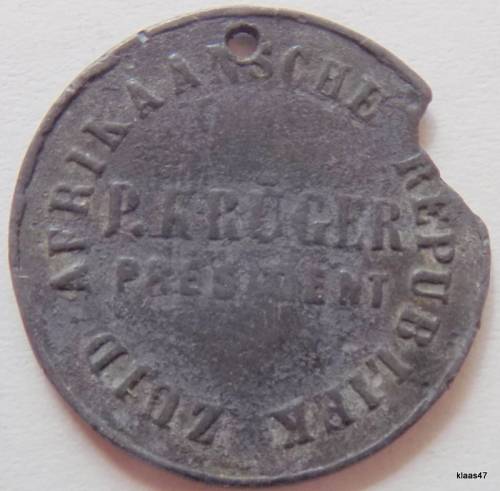 ZUID AFRIKAANSCHE REPUBLIEK
P. KRÜGER
PRESIDENT
klaas47